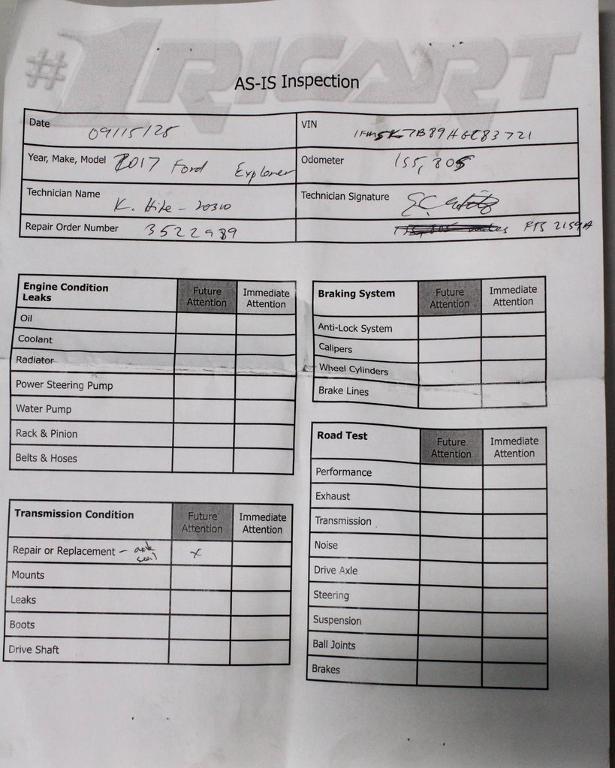 #1 RICART
AS-IS Inspection
Date 09/15/25
VIN
Year, Make, Model 2017 Ford Explorer
Odometer 155,805
Technician Name K. Hite - 20310
Technician Signature
Repair Order Number 3522989
Engine Condition Leaks Future Attention Immediate Attention
Oil
Coolant
Radiator
Power Steering Pump
Water Pump
Rack & Pinion
Belts & Hoses
Braking System Future Attention Immediate Attention
Anti-Lock System
Calipers
Wheel Cylinders
Brake Lines
Road Test Future Attention Immediate Attention
Performance
Exhaust
Transmission
Noise
Drive Axle
Steering
Suspension
Ball Joints
Brakes
Transmission Condition Future Attention Immediate Attention
Repair or Replacement - x
Mounts
Leaks
Boots
Drive Shaft